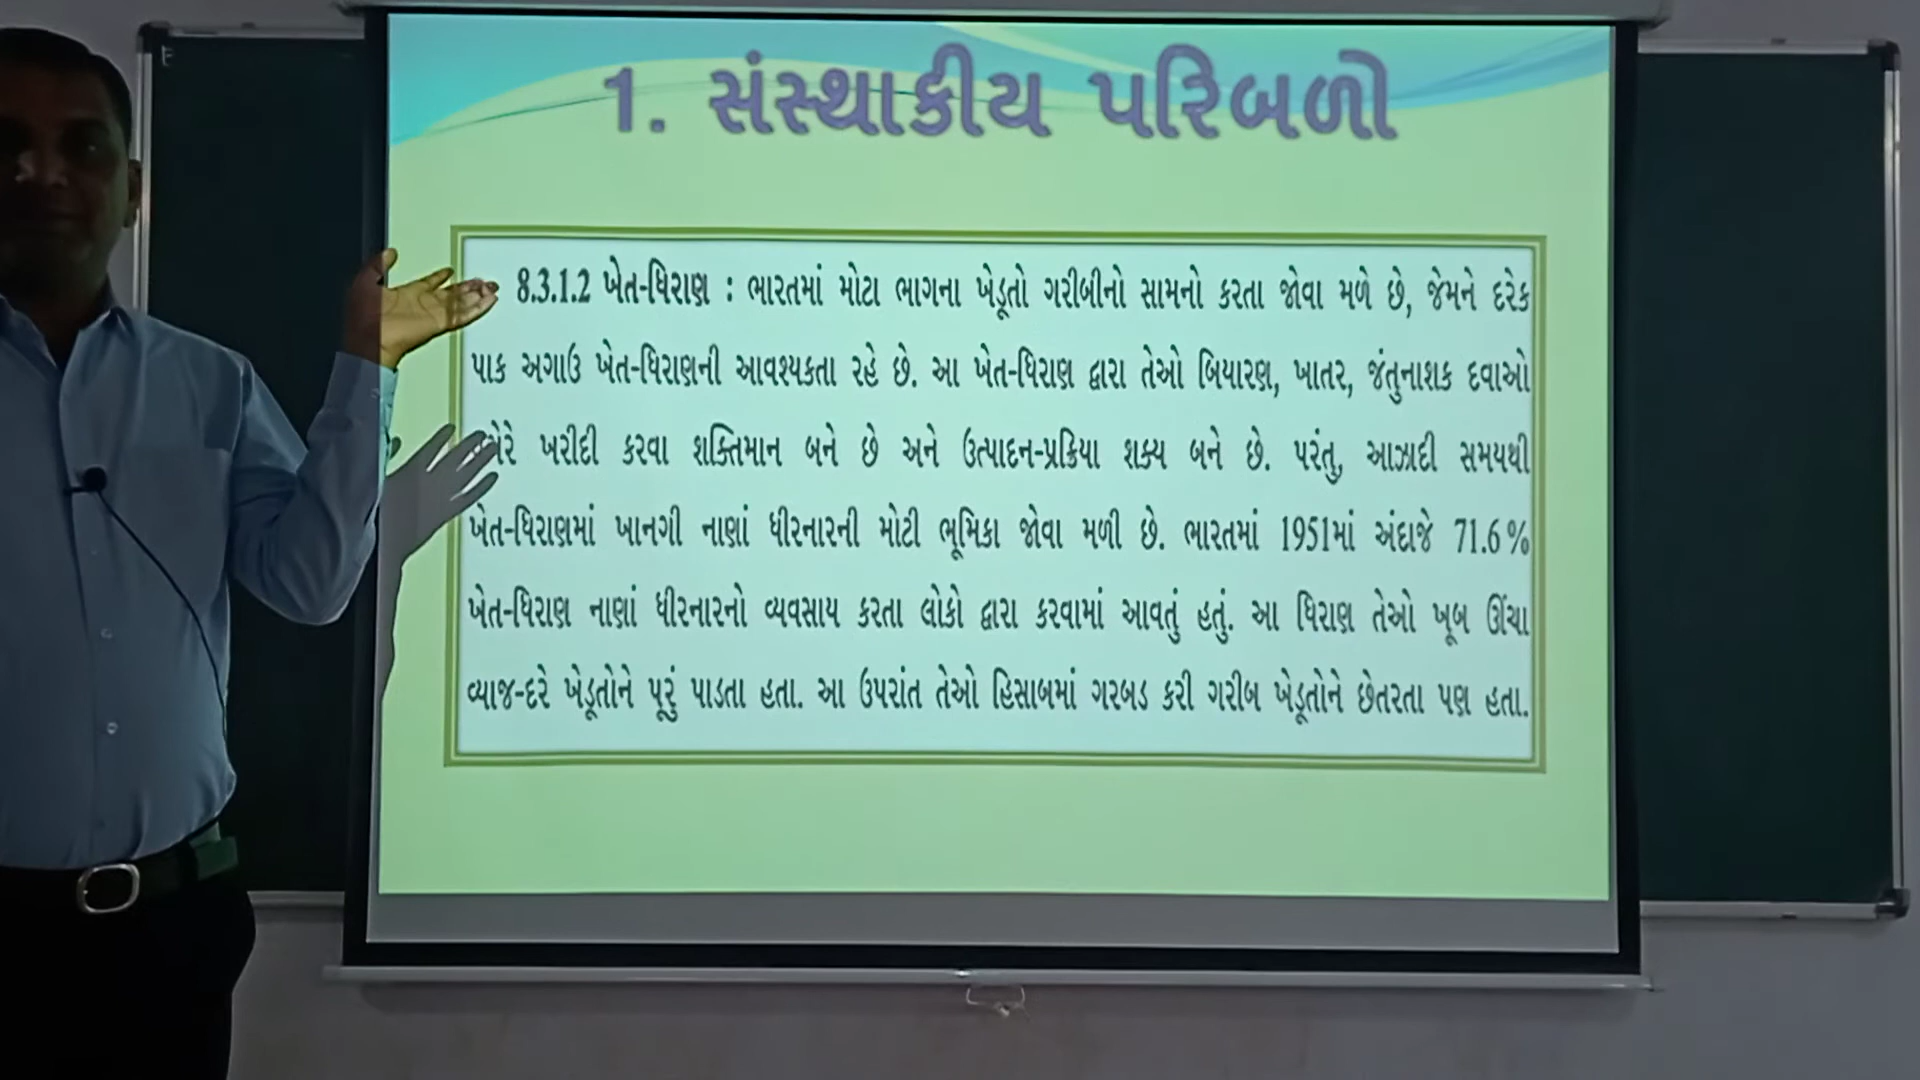 1. સંસ્થાકીય પરિબળો
8.3.1.2 ખેત-ધિરાણ : ભારતમાં મોટા ભાગના ખેડૂતો ગરીબીનો સામનો કરતા જોવા મળે છે, જેમને દરેક
પાક અગાઉ ખેત-ધિરાણની આવશ્યકતા રહે છે. આ ખેત-ધિરાણ દ્વારા તેઓ બિયારણ, ખાતર, જંતુનાશક દવાઓ
ખરીદી કરવા શક્તિમાન બને છે અને ઉત્પાદન-પ્રક્રિયા શક્ય બને છે. પરંતુ, આઝાદી સમયથી
ખેત-ધિરાણમાં ખાનગી નાણાં ધીરનારની મોટી ભૂમિકા જોવા મળી છે. ભારતમાં 1951માં અંદાજે 71.6 %
ખેત-ધિરાણ નાણાં ધીરનારનો વ્યવસાય કરતા લોકો દ્વારા કરવામાં આવતું હતું. આ ધિરાણ તેઓ ખૂબ ઊંચા
વ્યાજ-દરે ખેડૂતોને પૂરું પાડતા હતા. આ ઉપરાંત તેઓ હિસાબમાં ગરબડ કરી ગરીબ ખેડૂતોને છેતરતા પણ હતા.